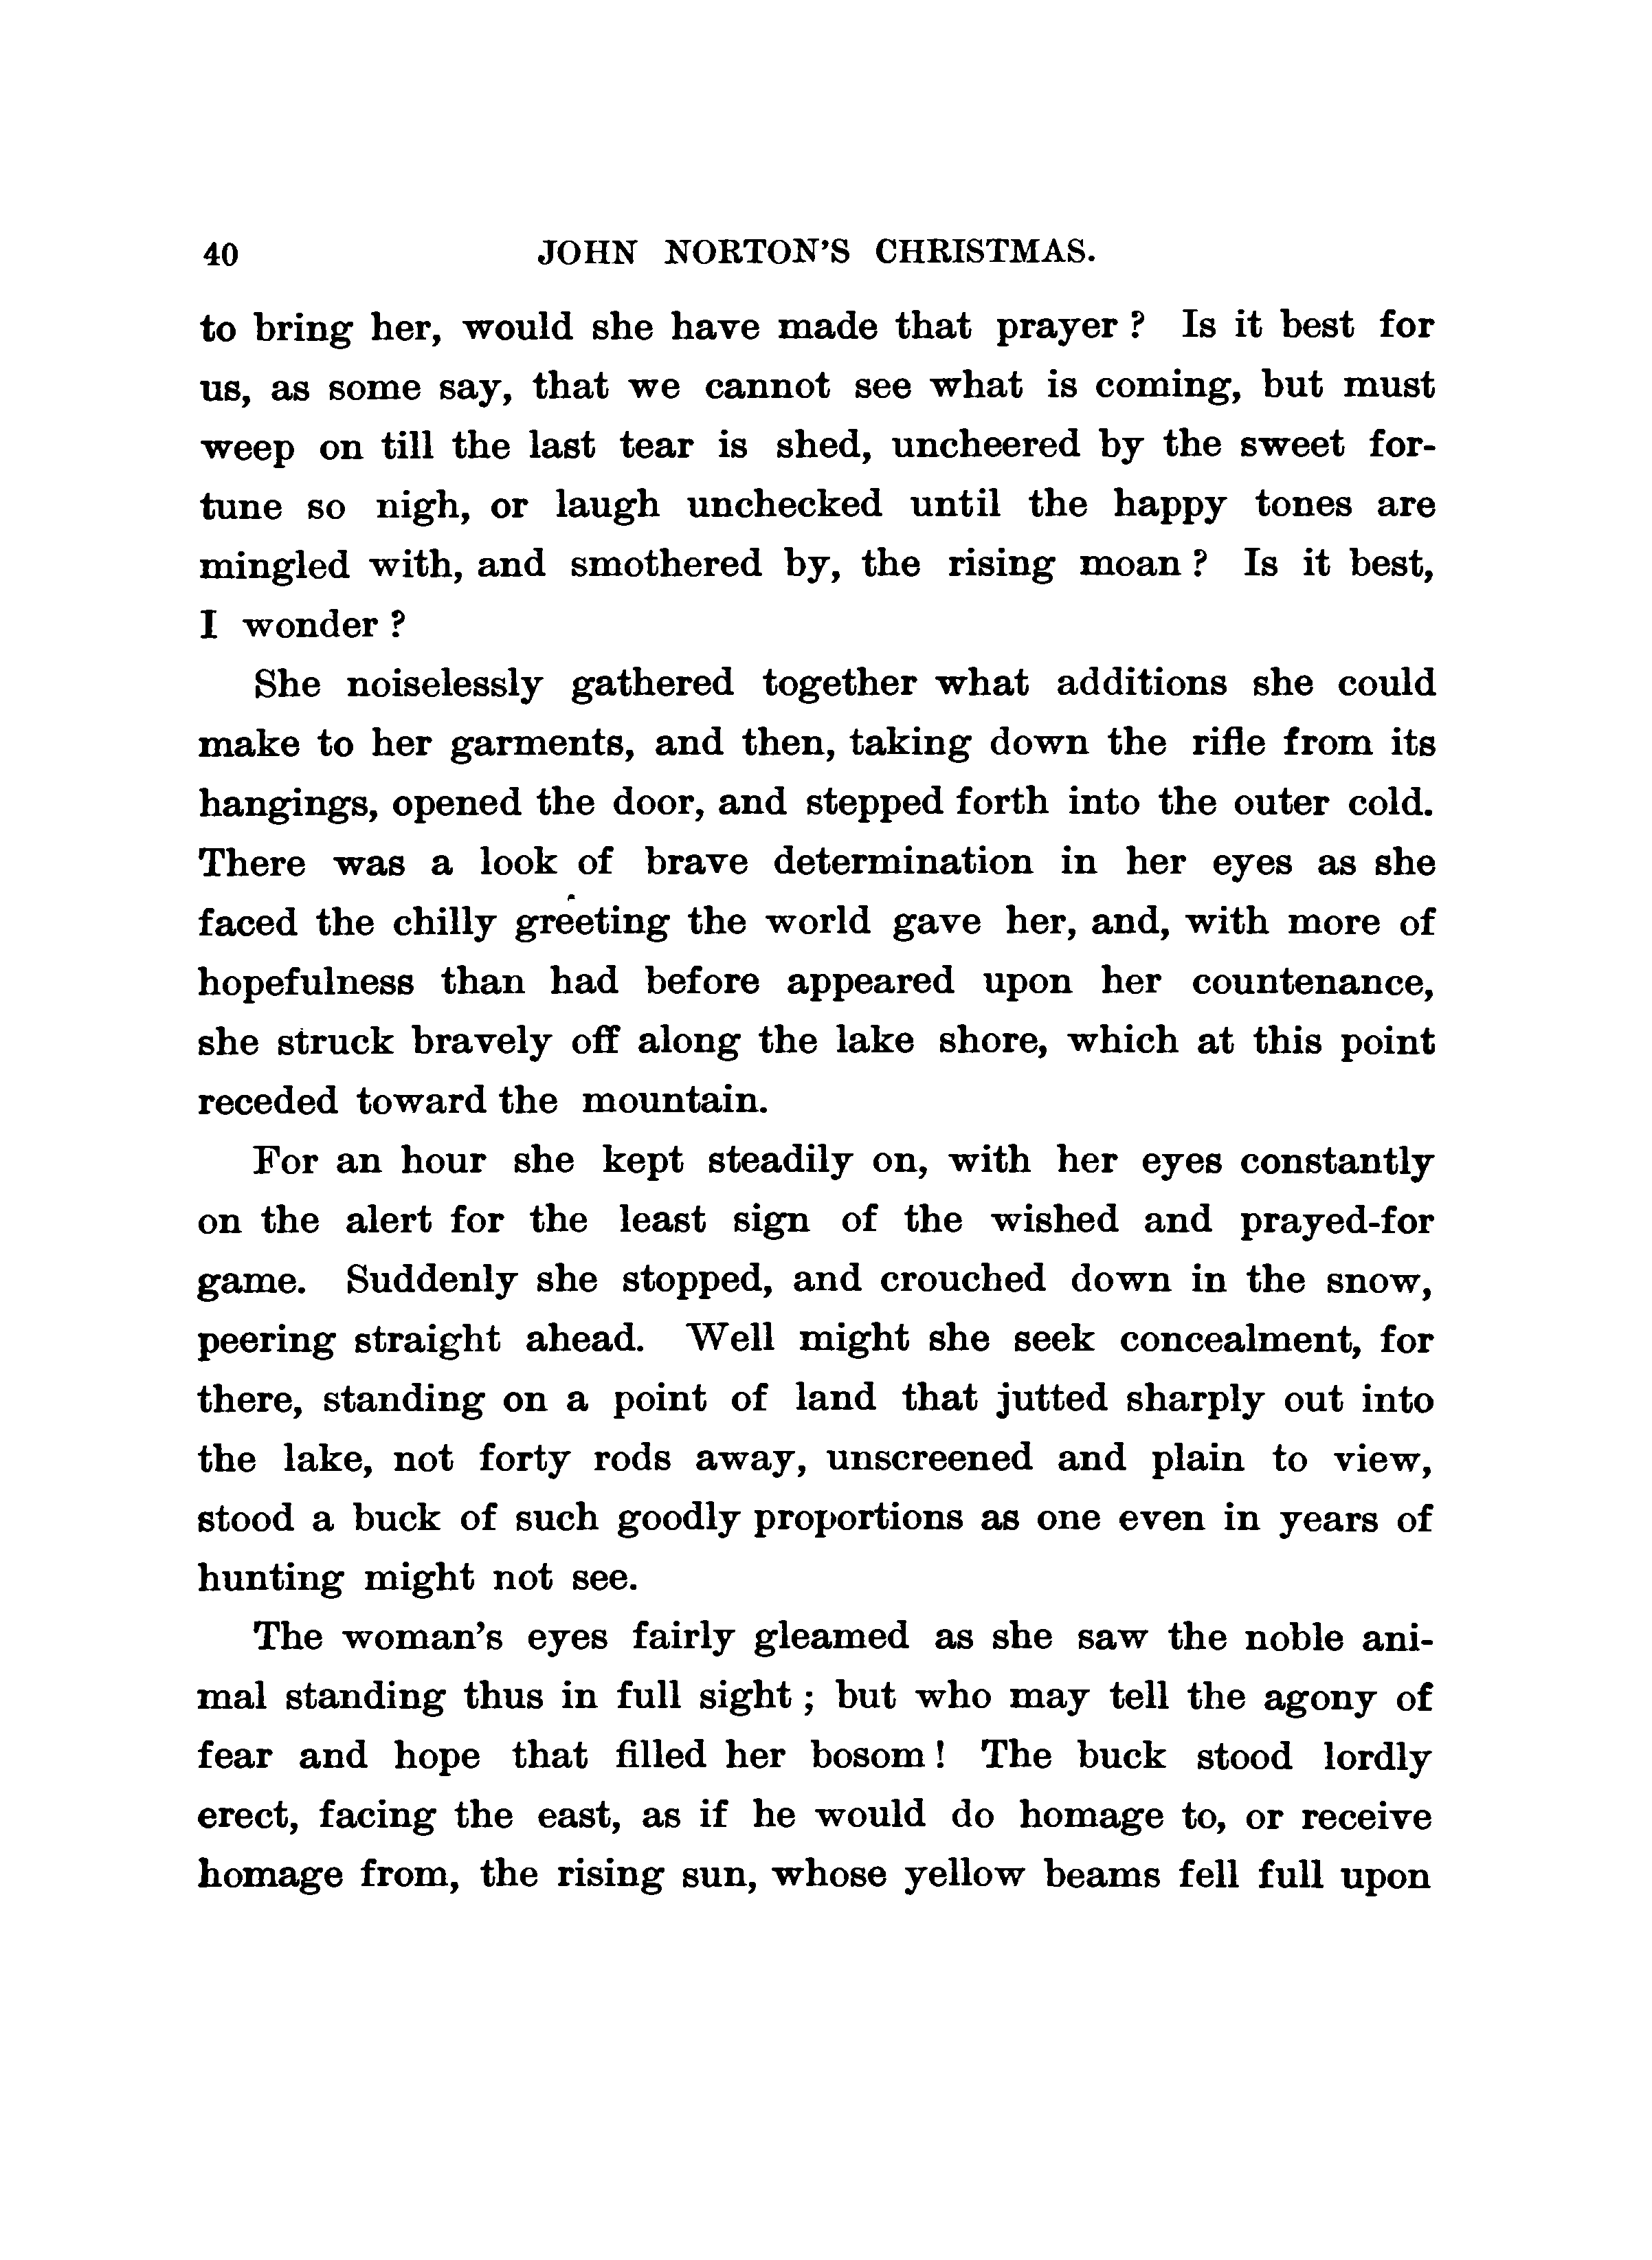 40 JOHN NORTON'S CHRISTMAS.
to bring her, would she have made that prayer? Is it best for
us, as some say, that we cannot see what is coming, but must
weep on till the last tear is shed, uncheered by the sweet for-
tune so nigh, or laugh unchecked until the happy tones are
mingled with, and smothered by, the rising moan? Is it best,
I wonder?
She noiselessly gathered together what additions she could
make to her garments, and then, taking down the rifle from its
hangings, opened the door, and stepped forth into the outer cold.
There was a look of brave determination in her eyes as she
faced the chilly greeting the world gave her, and, with more of
hopefulness than had before appeared upon her countenance,
she struck bravely off along the lake shore, which at this point
receded toward the mountain.
For an hour she kept steadily on, with her eyes constantly
on the alert for the least sign of the wished and prayed-for
game. Suddenly she stopped, and crouched down in the snow,
peering straight ahead. Well might she seek concealment, for
there, standing on a point of land that jutted sharply out into
the lake, not forty rods away, unscreened and plain to view,
stood a buck of such goodly proportions as one even in years of
hunting might not see.
The woman's eyes fairly gleamed as she saw the noble ani-
mal standing thus in full sight; but who may tell the agony of
fear and hope that filled her bosom! The buck stood lordly
erect, facing the east, as if he would do homage to, or receive
homage from, the rising sun, whose yellow beams fell full upon